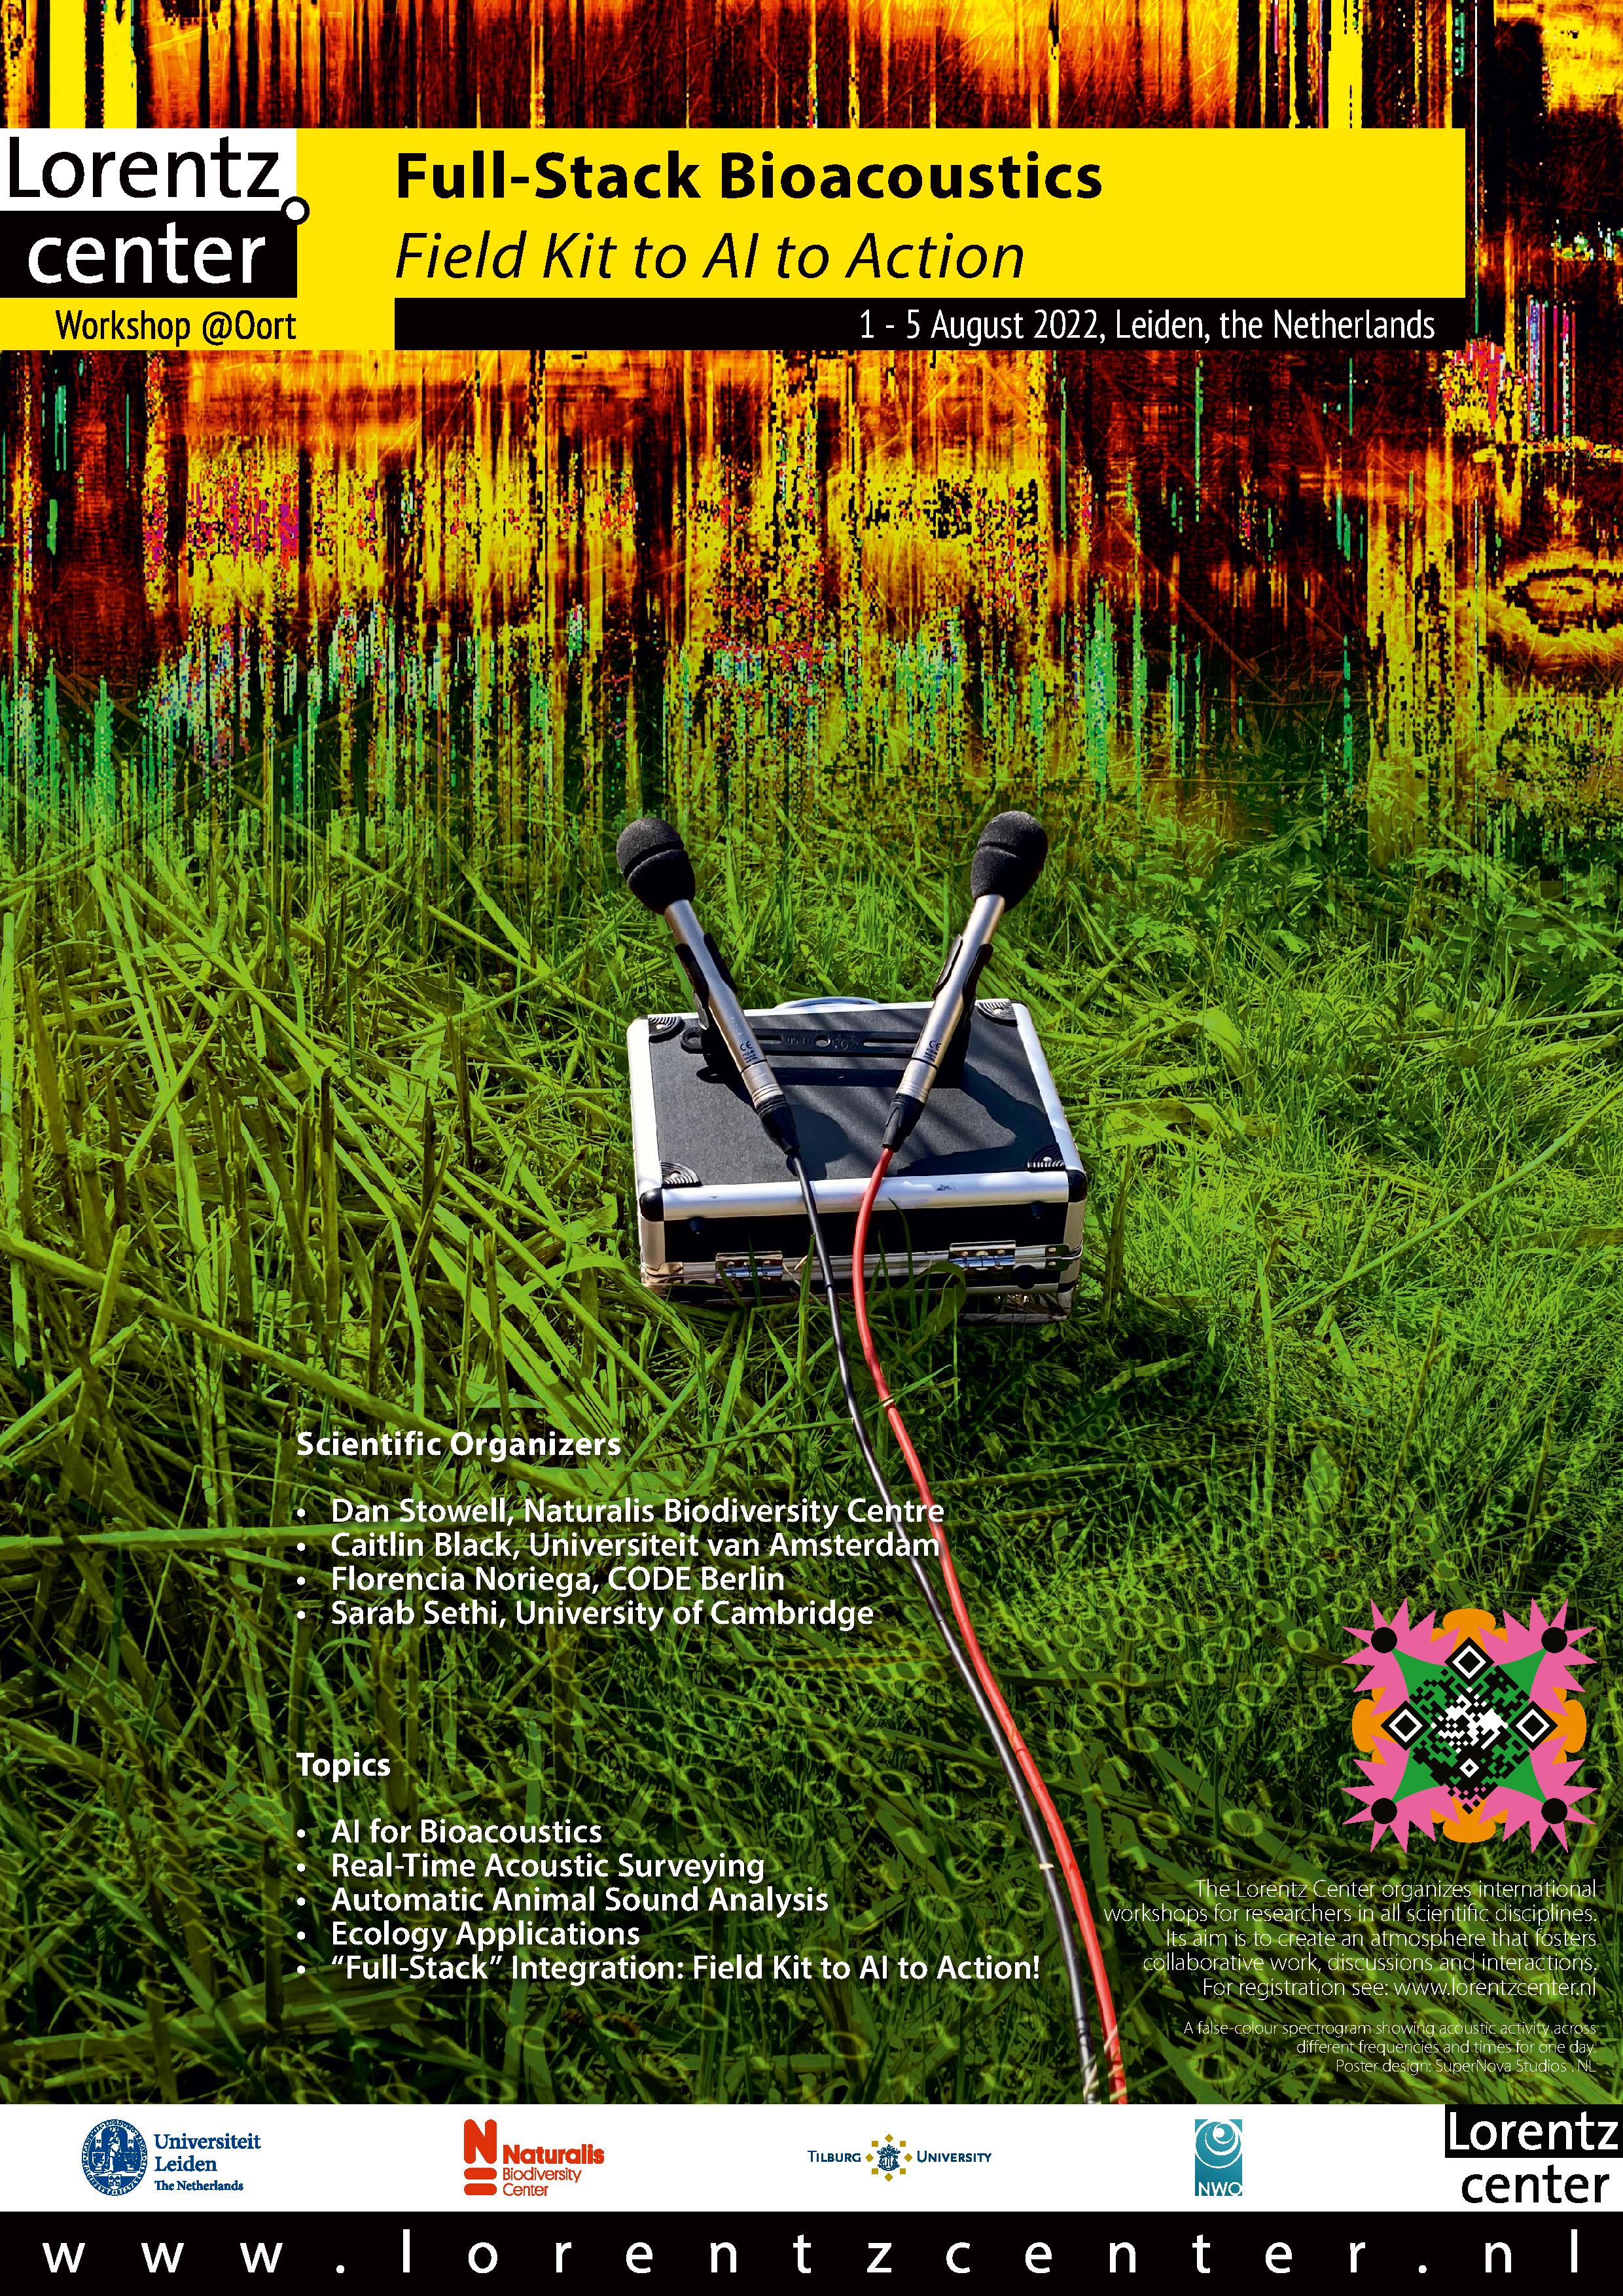 Lorentz
center
Workshop @Oort
Full-Stack Bioacoustics
Field Kit to AI to Action
1 - 5 August 2022, Leiden, the Netherlands
Scientific Organizers
• Dan Stowell, Naturalis Biodiversity Centre
• Caitlin Black, Universiteit van Amsterdam
• Florencia Noriega, CODE Berlin
• Sarab Sethi, University of Cambridge
Topics
• AI for Bioacoustics
• Real-Time Acoustic Surveying
• Automatic Animal Sound Analysis
• Ecology Applications
• “Full-Stack” Integration: Field Kit to AI to Action!
The Lorentz Center organizes international
workshops for researchers in all scientific disciplines.
Its aim is to create an atmosphere that fosters
collaborative work, discussions and interactions.
For registration see: www.lorentzcenter.nl
A false-colour spectrogram showing acoustic activity across
different frequencies and times for one day.
Poster design: SuperNova Studios . NL
Universiteit
Leiden
The Netherlands
Naturalis
Biodiversity
Center
TILBURG UNIVERSITY
NWO
Lorentz
center
www.lorentzcenter.nl